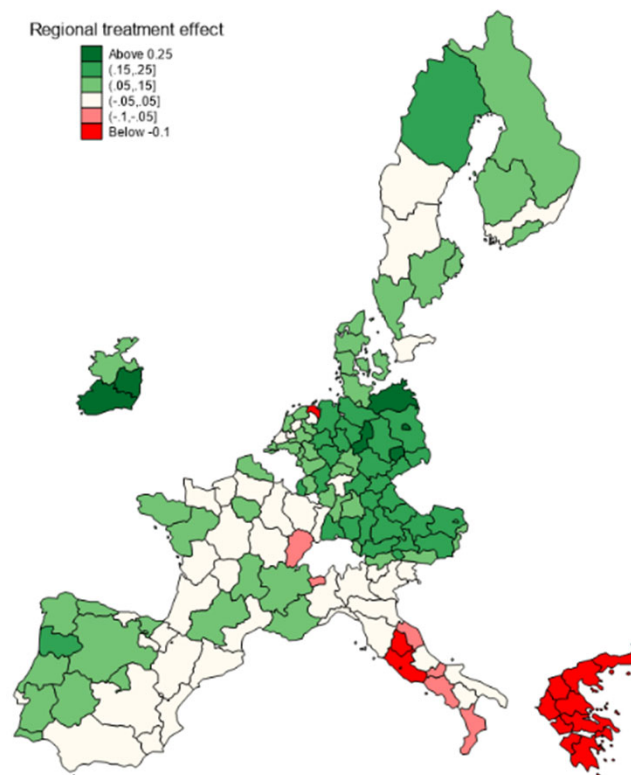 Regional treatment effect
Above 0.25
(.15,.25]
(.05,.15]
(-.05,.05]
(-.1,-.05]
Below -0.1